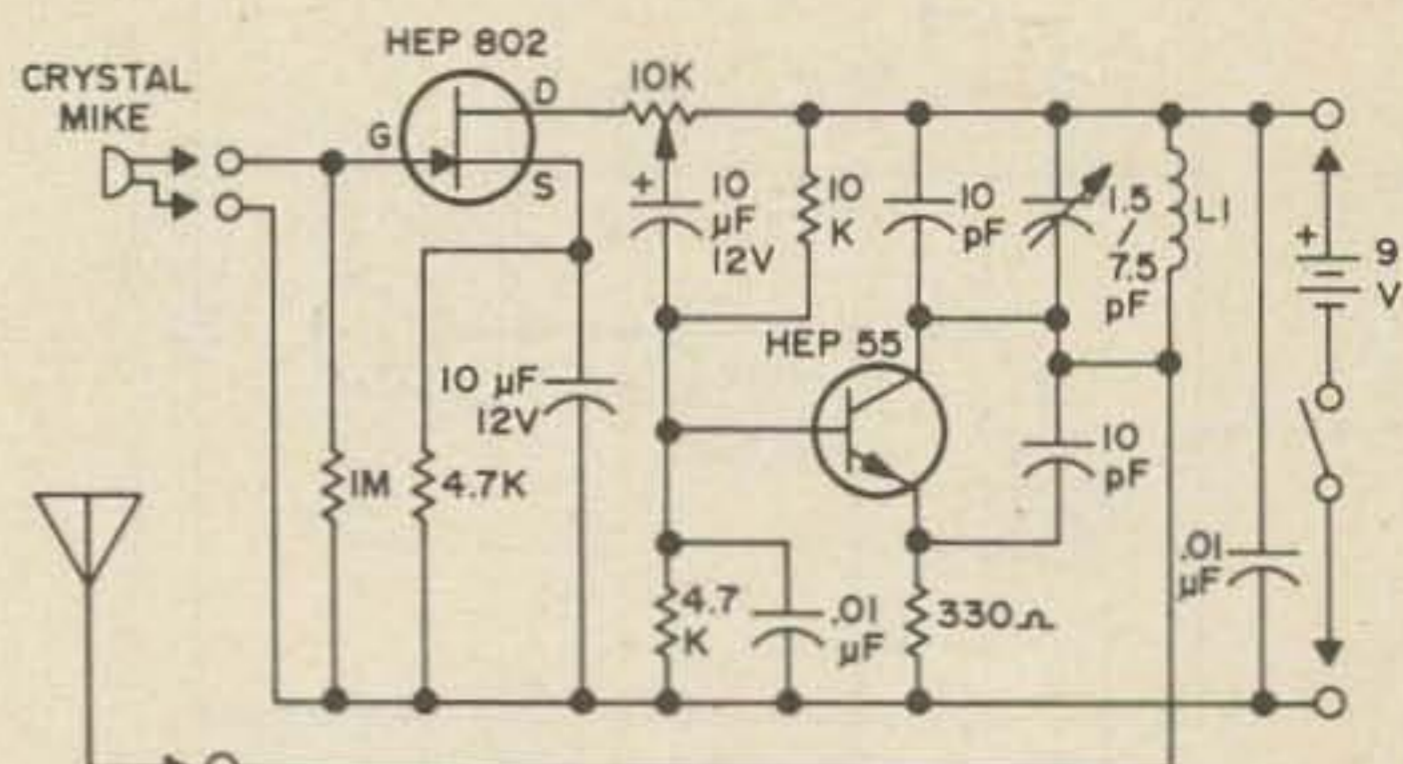 HEP 802
CRYSTAL
MIKE
G
D
S
10K
+
10
µF
12V
10
K
10
pF
1.5
/
7.5
pF
L1
+
9
V
HEP 55
10 µF
12V
1M
4.7K
10
pF
4.7
K
.01
µF
330Ω
.01
µF